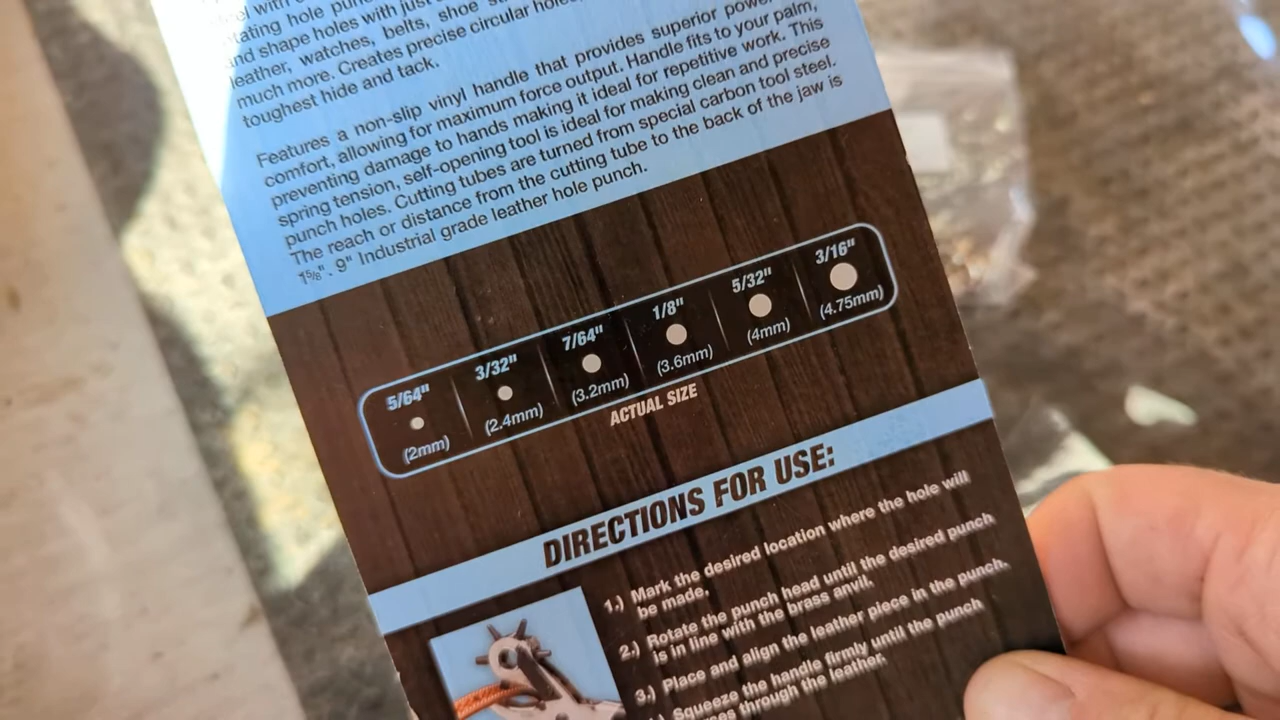 with
tating hole
and shape holes with just
leather, watches, belts, shoe
much more. Creates precise circular holes
toughest hide and tack.
Features a non-slip vinyl handle that provides superior
comfort, allowing for maximum force output. Handle fits to your palm,
preventing damage to hands making it ideal for repetitive work. This
spring tension, self-opening tool is ideal for making clean and precise
punch holes. Cutting tubes are turned from special carbon tool steel.
The reach or distance from the cutting tube to the back of the jaw is
1⅝". 9" Industrial grade leather hole punch.
5/64" 3/32" 7/64" 1/8" 5/32" 3/16"
(2mm) (2.4mm) (3.2mm) (3.6mm) (4mm) (4.75mm)
ACTUAL SIZE
DIRECTIONS FOR USE:
1.) Mark the desired location where the hole will
be made.
2.) Rotate the punch head until the desired punch
is in line with the brass anvil.
3.) Place and align the leather piece in the punch.
Squeeze the handle firmly until the punch
through the leather.